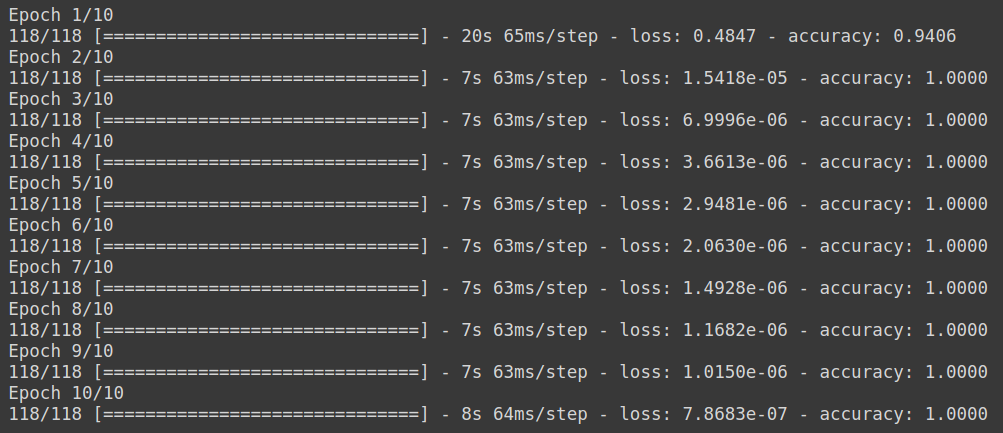 Epoch 1/10
118/118 [==============================] - 20s 65ms/step - loss: 0.4847 - accuracy: 0.9406
Epoch 2/10
118/118 [==============================] - 7s 63ms/step - loss: 1.5418e-05 - accuracy: 1.0000
Epoch 3/10
118/118 [==============================] - 7s 63ms/step - loss: 6.9996e-06 - accuracy: 1.0000
Epoch 4/10
118/118 [==============================] - 7s 63ms/step - loss: 3.6613e-06 - accuracy: 1.0000
Epoch 5/10
118/118 [==============================] - 7s 63ms/step - loss: 2.9481e-06 - accuracy: 1.0000
Epoch 6/10
118/118 [==============================] - 7s 63ms/step - loss: 2.0630e-06 - accuracy: 1.0000
Epoch 7/10
118/118 [==============================] - 7s 63ms/step - loss: 1.4928e-06 - accuracy: 1.0000
Epoch 8/10
118/118 [==============================] - 7s 63ms/step - loss: 1.1682e-06 - accuracy: 1.0000
Epoch 9/10
118/118 [==============================] - 7s 63ms/step - loss: 1.0150e-06 - accuracy: 1.0000
Epoch 10/10
118/118 [==============================] - 8s 64ms/step - loss: 7.8683e-07 - accuracy: 1.0000